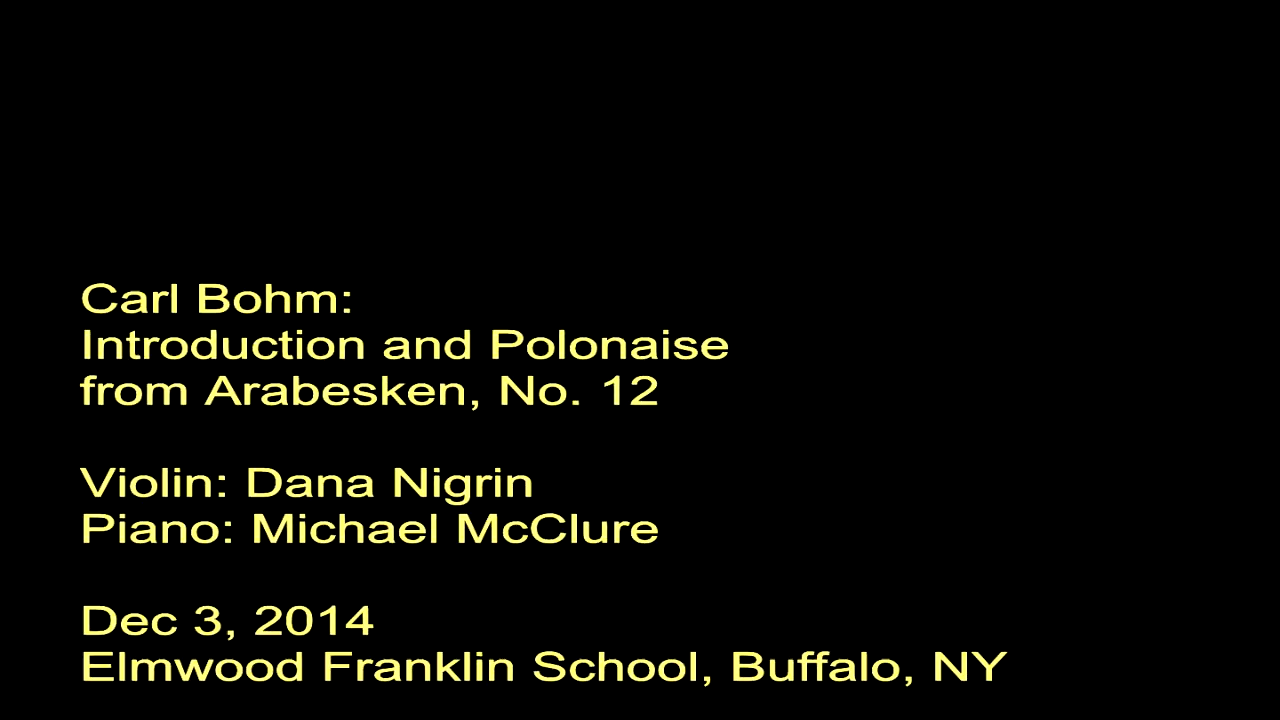 Carl Bohm:
Introduction and Polonaise
from Arabesken, No. 12
Violin: Dana Nigrin
Piano: Michael McClure
Dec 3, 2014
Elmwood Franklin School, Buffalo, NY